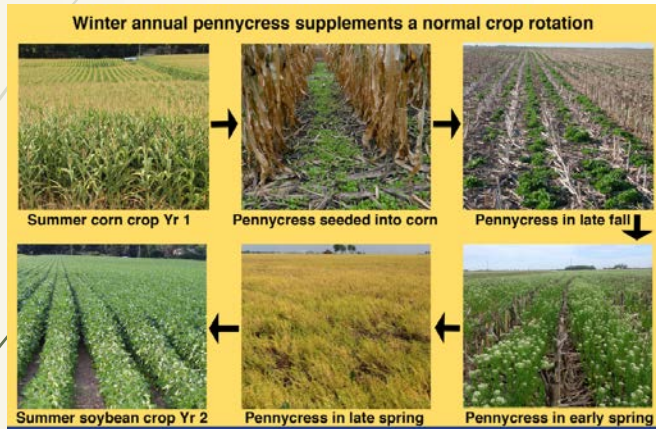 Winter annual pennycress supplements a normal crop rotation
Summer corn crop Yr 1
Pennycress seeded into corn
Pennycress in late fall
Pennycress in early spring
Pennycress in late spring
Summer soybean crop Yr 2